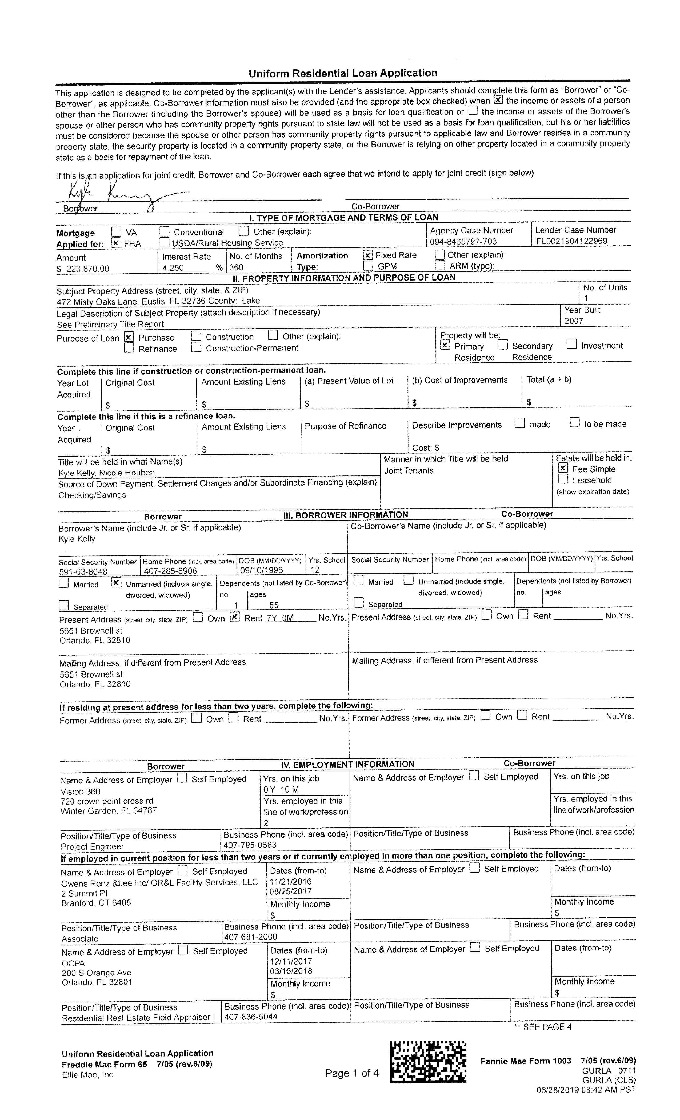 Uniform Residential Loan Application
This application is designed to be completed by the applicant(s) with the Lender's assistance. Applicants should complete this form as "Borrower" or "Co-
Borrower", as applicable. Co-Borrower information must also be provided (and the appropriate box checked) when the income or assets of a person
other than the Borrower (including the Borrower's spouse) will be used as a basis for loan qualification or the income or assets of the Borrower's
spouse or other person who has community property rights pursuant to state law will not be used as a basis for loan qualification, but his or her liabilities
must be considered because the spouse or other person has community property rights pursuant to applicable law and Borrower resides in a community
property state, the security property is located in a community property state, or the Borrower is relying on other property located in a community property
state as a basis for repayment of the loan.
If this is an application for joint credit, Borrower and Co-Borrower each agree that we intend to apply for joint credit (sign below)
Borrower Co-Borrower
I. TYPE OF MORTGAGE AND TERMS OF LOAN
Mortgage VA Conventional Other (explain): Agency Case Number Lender Case Number
Applied for: FHA USDA/Rural Housing Service
Amount Interest Rate No. of Months Amortization Fixed Rate Other (explain)
$ 4.250 % 360 Type: GPM ARM (type):
II. PROPERTY INFORMATION AND PURPOSE OF LOAN
Subject Property Address (street, city, state, & ZIP) No. of Units
472 Misty Oaks Lane, Eustis, FL 32736 County: Lake 1
Legal Description of Subject Property (attach description if necessary) Year Built
See Preliminary Title Report 2007
Purpose of Loan Purchase Construction Other (explain): Property will be:
Refinance Construction-Permanent Primary Residence Secondary Residence Investment
Complete this line if construction or construction-permanent loan.
Year Lot Acquired Original Cost Amount Existing Liens (a) Present Value of Lot (b) Cost of Improvements Total (a + b)
$ $ $ $ $
Complete this line if this is a refinance loan.
Year Acquired Original Cost Amount Existing Liens Purpose of Refinance Describe Improvements made to be made
$ $ Cost: $
Title will be held in what Name(s) Manner in which Title will be held Estate will be held in:
Kyle Kelly, Nicole Joint Tenants Fee Simple
Source of Down Payment, Settlement Charges and/or Subordinate Financing (explain) Leasehold
Checking/Savings (show expiration date)
Borrower III. BORROWER INFORMATION Co-Borrower
Borrower's Name (include Jr. or Sr. if applicable) Co-Borrower's Name (include Jr. or Sr. if applicable)
Kyle Kelly
Social Security Number Home Phone (incl. area code) DOB (MM/DD/YYYY) Yrs. School Social Security Number Home Phone (incl. area code) DOB (MM/DD/YYYY) Yrs. School
12
Married Unmarried (include single, divorced, widowed) Dependents (not listed by Co-Borrower) Married Unmarried (include single, divorced, widowed) Dependents (not listed by Borrower)
Separated no. 1 ages 55 Separated no. ages
Present Address (street, city, state, ZIP) Own Rent 7Y 0M No.Yrs. Present Address (street, city, state, ZIP) Own Rent No.Yrs.
5651 Brownell st
Orlando, FL 32810
Mailing Address, if different from Present Address Mailing Address, if different from Present Address
5651 Brownell st
Orlando, FL 32810
If residing at present address for less than two years, complete the following:
Former Address (street, city, state, ZIP) Own Rent No.Yrs. Former Address (street, city, state, ZIP) Own Rent No.Yrs.
Borrower IV. EMPLOYMENT INFORMATION Co-Borrower
Name & Address of Employer Self Employed Yrs. on this job Name & Address of Employer Self Employed Yrs. on this job
0Y 10 M
720 crown point cross rd Yrs. employed in this line of work/profession Yrs. employed in this line of work/profession
Winter Garden, FL 34787 2
Position/Title/Type of Business Business Phone (incl. area code) Position/Title/Type of Business Business Phone (incl. area code)
Project Engineer
If employed in current position for less than two years or if currently employed in more than one position, complete the following:
Name & Address of Employer Self Employed Dates (from-to) Name & Address of Employer Self Employed Dates (from-to)
Facility Services, LLC 11/21/2016
2 Summit Pl 08/25/2017
Branford, CT 6405 Monthly Income $ Monthly Income $
Position/Title/Type of Business Business Phone (incl. area code) Position/Title/Type of Business Business Phone (incl. area code)
Associate
Name & Address of Employer Self Employed Dates (from-to) Name & Address of Employer Self Employed Dates (from-to)
OCPA 12/11/2017
200 S Orange Ave 03/19/2018
Orlando, FL 32801 Monthly Income $ Monthly Income $
Position/Title/Type of Business Business Phone (incl. area code) Position/Title/Type of Business Business Phone (incl. area code)
Residential Real Estate Field Appraiser 407-836-5044
SEE PAGE 4
Uniform Residential Loan Application
Freddie Mac Form 65 7/05 (rev.6/09) Fannie Mae Form 1003 7/05 (rev.6/09)
Ellie Mae, Inc. Page 1 of 4 GURLA 0711
GURLA (CLS)
06/28/2019 AM PST